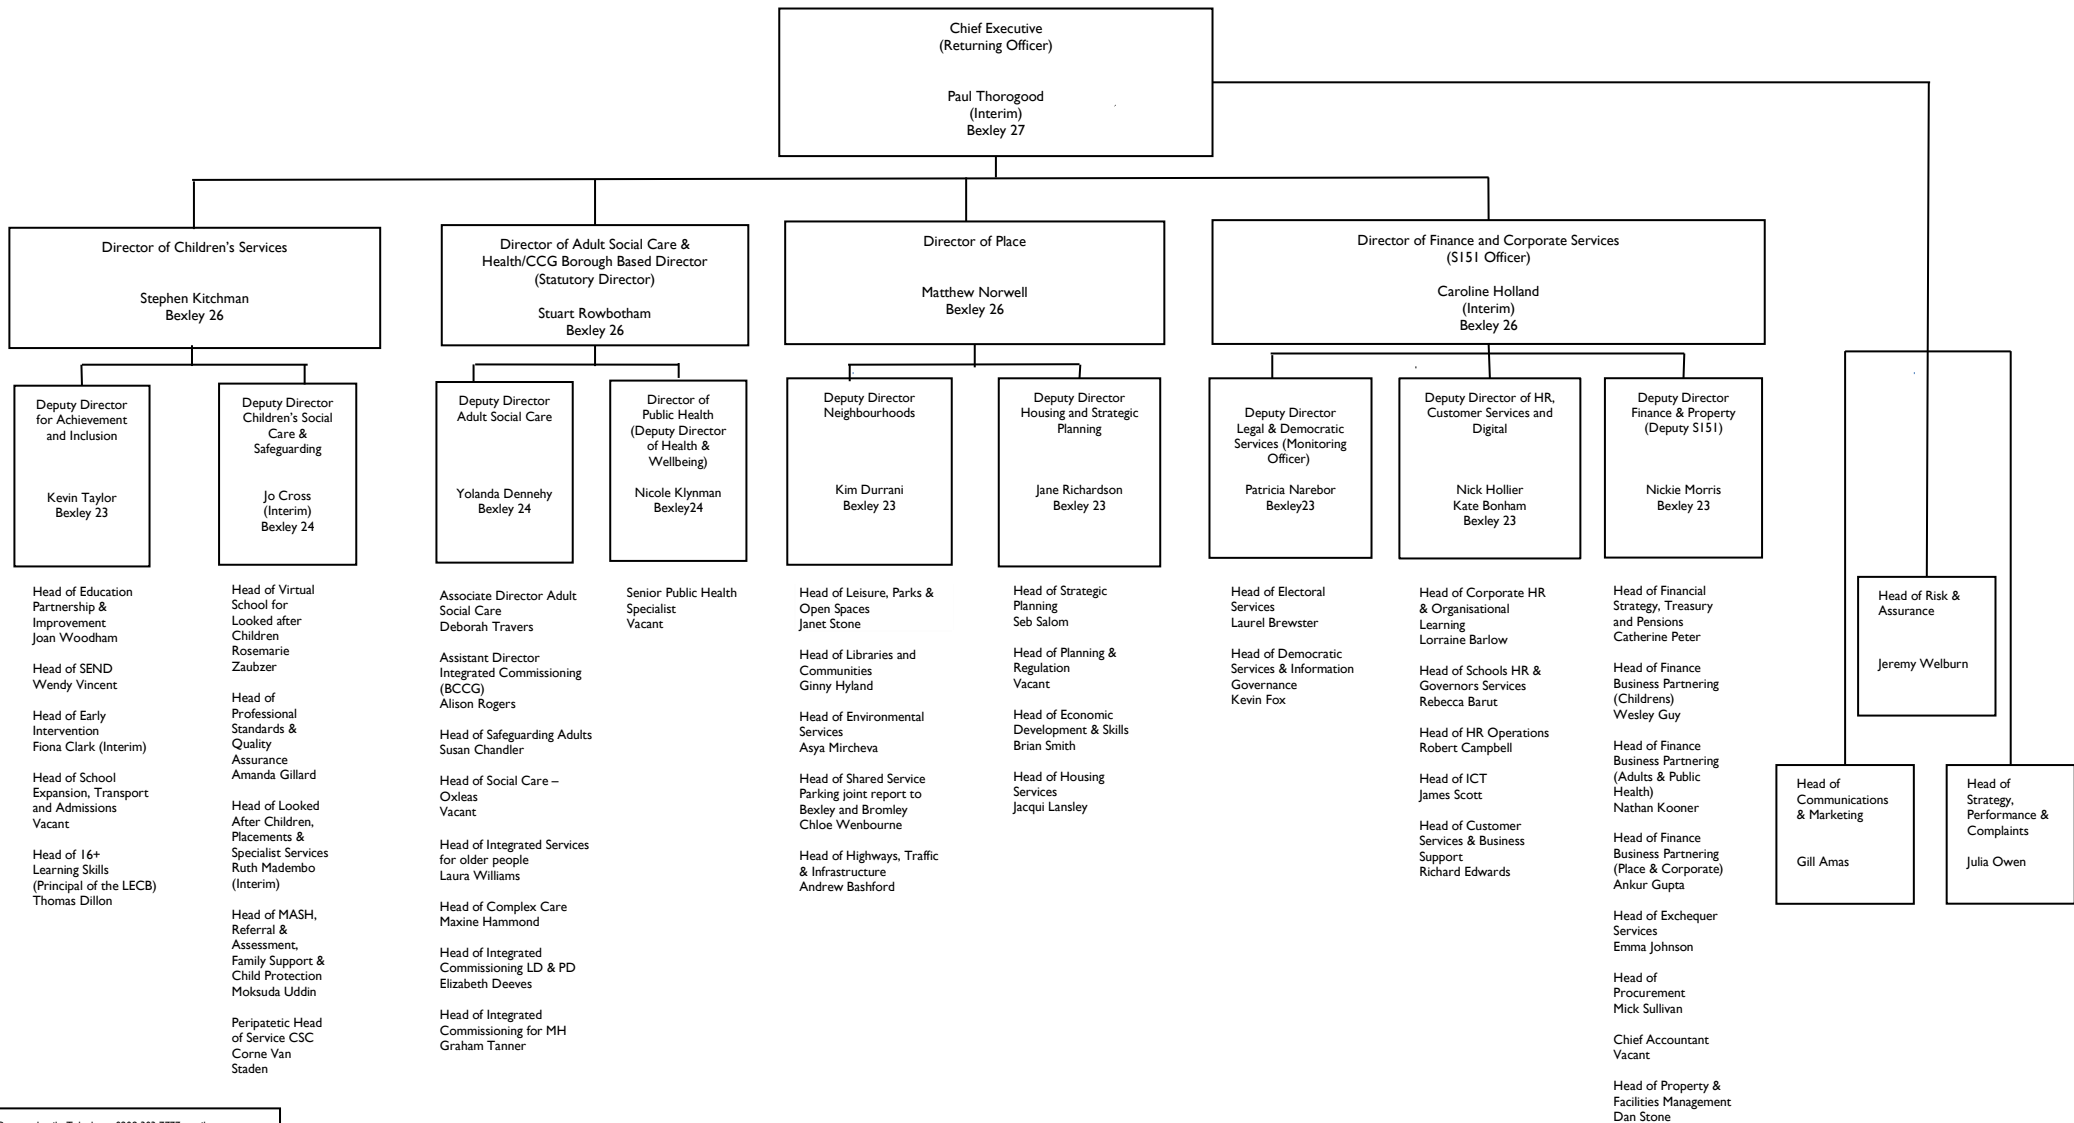 Chief Executive
(Returning Officer)
Paul Thorogood
(Interim)
Bexley 27
Director of Children's Services
Stephen Kitchman
Bexley 26
Director of Adult Social Care &
Health/CCG Borough Based Director
(Statutory Director)
Stuart Rowbotham
Bexley 26
Director of Place
Matthew Norwell
Bexley 26
Director of Finance and Corporate Services
(S151 Officer)
Caroline Holland
(Interim)
Bexley 26
Deputy Director
for Achievement
and Inclusion
Kevin Taylor
Bexley 23
Deputy Director
Children's Social
Care &
Safeguarding
Jo Cross
(Interim)
Bexley 24
Deputy Director
Adult Social Care
Yolanda Dennehy
Bexley 24
Director of
Public Health
(Deputy Director
of Health &
Wellbeing)
Nicole Klynman
Bexley24
Deputy Director
Neighbourhoods
Kim Durrani
Bexley 23
Deputy Director
Housing and Strategic
Planning
Jane Richardson
Bexley 23
Deputy Director
Legal & Democratic
Services (Monitoring
Officer)
Patricia Narebor
Bexley23
Deputy Director of HR,
Customer Services and
Digital
Nick Hollier
Kate Bonham
Bexley 23
Deputy Director
Finance & Property
(Deputy S151)
Nickie Morris
Bexley 23
Head of Education
Partnership &
Improvement
Joan Woodham
Head of SEND
Wendy Vincent
Head of Early
Intervention
Fiona Clark (Interim)
Head of School
Expansion, Transport
and Admissions
Vacant
Head of 16+
Learning Skills
(Principal of the LECB)
Thomas Dillon
Head of Virtual
School for
Looked after
Children
Rosemarie
Zaubzer
Head of
Professional
Standards &
Quality
Assurance
Amanda Gillard
Head of Looked
After Children,
Placements &
Specialist Services
Ruth Madembo
(Interim)
Head of MASH,
Referral &
Assessment,
Family Support &
Child Protection
Moksuda Uddin
Peripatetic Head
of Service CSC
Corne Van
Staden
Associate Director Adult
Social Care
Deborah Travers
Assistant Director
Integrated Commissioning
(BCCG)
Alison Rogers
Head of Safeguarding Adults
Susan Chandler
Head of Social Care –
Oxleas
Vacant
Head of Integrated Services
for older people
Laura Williams
Head of Complex Care
Maxine Hammond
Head of Integrated
Commissioning LD & PD
Elizabeth Deeves
Head of Integrated
Commissioning for MH
Graham Tanner
Senior Public Health
Specialist
Vacant
Head of Leisure, Parks &
Open Spaces
Janet Stone
Head of Libraries and
Communities
Ginny Hyland
Head of Environmental
Services
Asya Mircheva
Head of Shared Service
Parking joint report to
Bexley and Bromley
Chloe Wenbourne
Head of Highways, Traffic
& Infrastructure
Andrew Bashford
Head of Strategic
Planning
Seb Salom
Head of Planning &
Regulation
Vacant
Head of Economic
Development & Skills
Brian Smith
Head of Housing
Services
Jacqui Lansley
Head of Electoral
Services
Laurel Brewster
Head of Democratic
Services & Information
Governance
Kevin Fox
Head of Corporate HR
& Organisational
Learning
Lorraine Barlow
Head of Schools HR &
Governors Services
Rebecca Barut
Head of HR Operations
Robert Campbell
Head of ICT
James Scott
Head of Customer
Services & Business
Support
Richard Edwards
Head of Financial
Strategy, Treasury
and Pensions
Catherine Peter
Head of Finance
Business Partnering
(Childrens)
Wesley Guy
Head of Finance
Business Partnering
(Adults & Public
Health)
Nathan Kooner
Head of Finance
Business Partnering
(Place & Corporate)
Ankur Gupta
Head of Exchequer
Services
Emma Johnson
Head of
Procurement
Mick Sullivan
Chief Accountant
Vacant
Head of Property &
Facilities Management
Dan Stone
Head of Risk &
Assurance
Jeremy Welburn
Head of
Communications
& Marketing
Gill Amas
Head of
Strategy,
Performance &
Complaints
Julia Owen